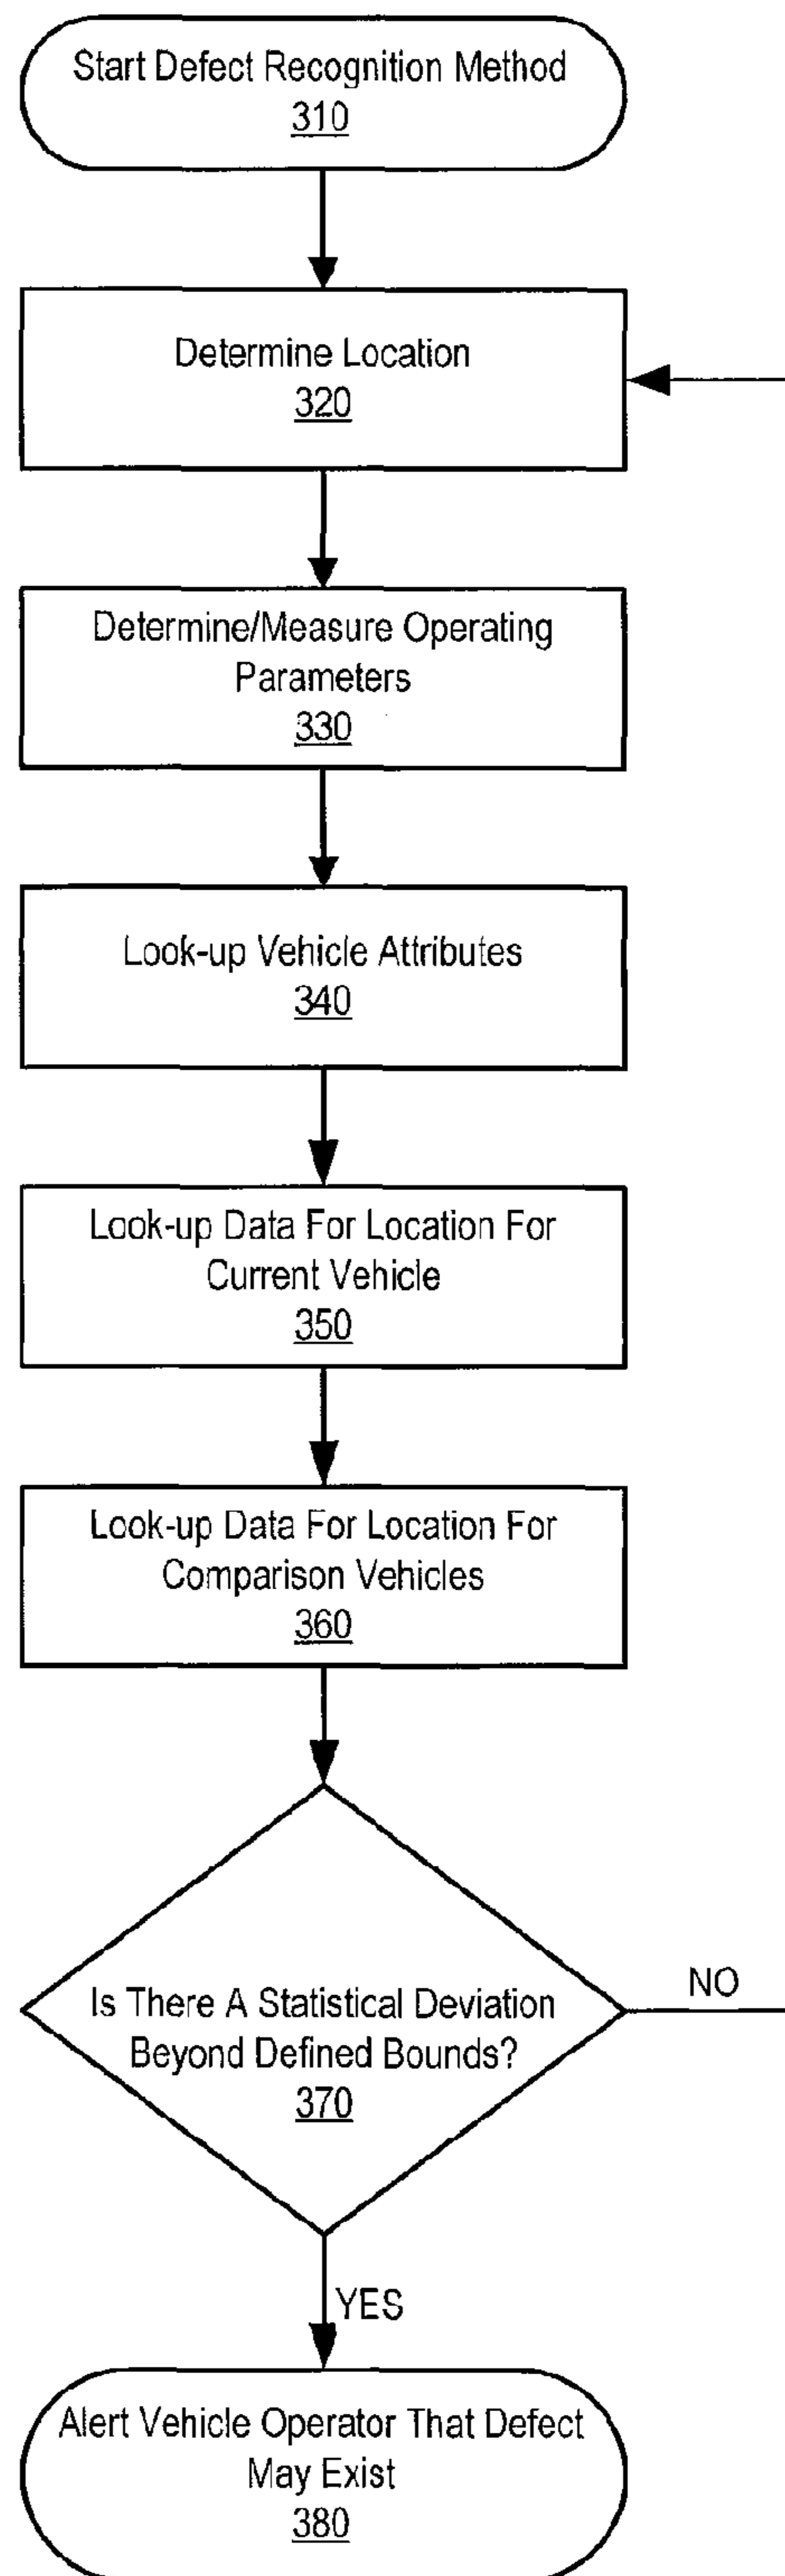 Start Defect Recognition Method
310
Determine Location
320
Determine/Measure Operating
Parameters
330
Look-up Vehicle Attributes
340
Look-up Data For Location For
Current Vehicle
350
Look-up Data For Location For
Comparison Vehicles
360
Is There A Statistical Deviation
Beyond Defined Bounds?
370
NO
YES
Alert Vehicle Operator That Defect
May Exist
380